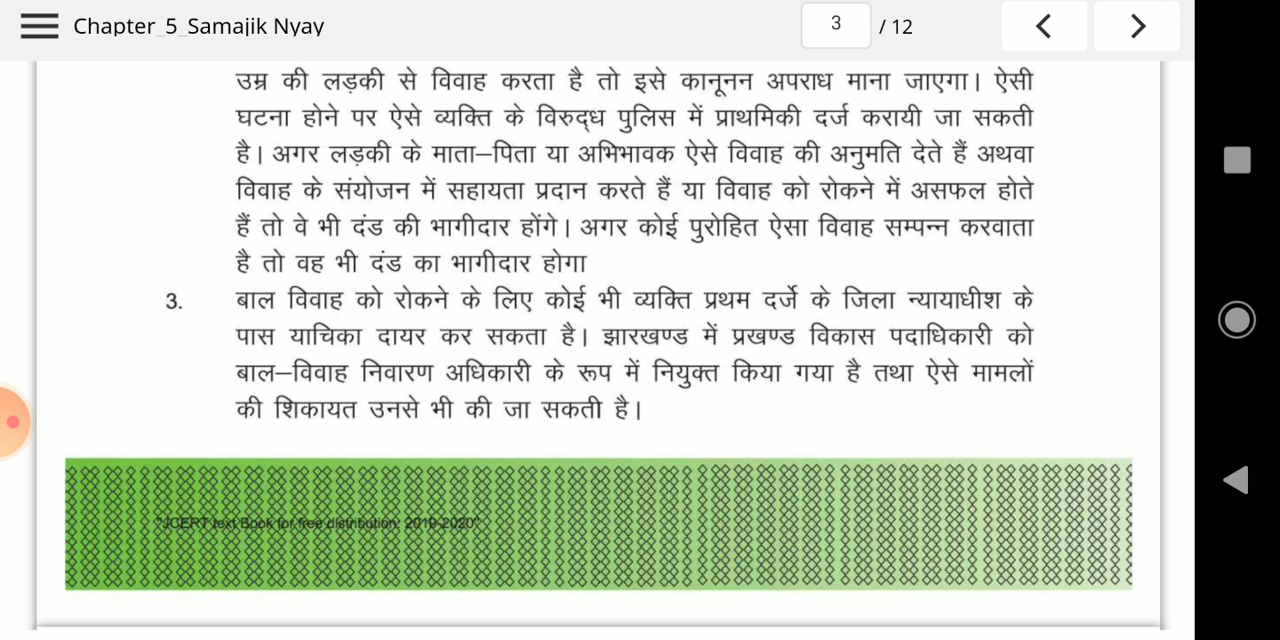 Chapter_5_Samajik Nyay
3 / 12
उम्र की लड़की से विवाह करता है तो इसे कानूनन अपराध माना जाएगा। ऐसी
घटना होने पर ऐसे व्यक्ति के विरुद्ध पुलिस में प्राथमिकी दर्ज करायी जा सकती
है। अगर लड़की के माता–पिता या अभिभावक ऐसे विवाह की अनुमति देते हैं अथवा
विवाह के संयोजन में सहायता प्रदान करते हैं या विवाह को रोकने में असफल होते
हैं तो वे भी दंड की भागीदार होंगे। अगर कोई पुरोहित ऐसा विवाह सम्पन्न करवाता
है तो वह भी दंड का भागीदार होगा
3. बाल विवाह को रोकने के लिए कोई भी व्यक्ति प्रथम दर्जे के जिला न्यायाधीश के
पास याचिका दायर कर सकता है। झारखण्ड में प्रखण्ड विकास पदाधिकारी को
बाल–विवाह निवारण अधिकारी के रूप में नियुक्त किया गया है तथा ऐसे मामलों
की शिकायत उनसे भी की जा सकती है।
"JCERT text Book for free distribution: 2019-2020"